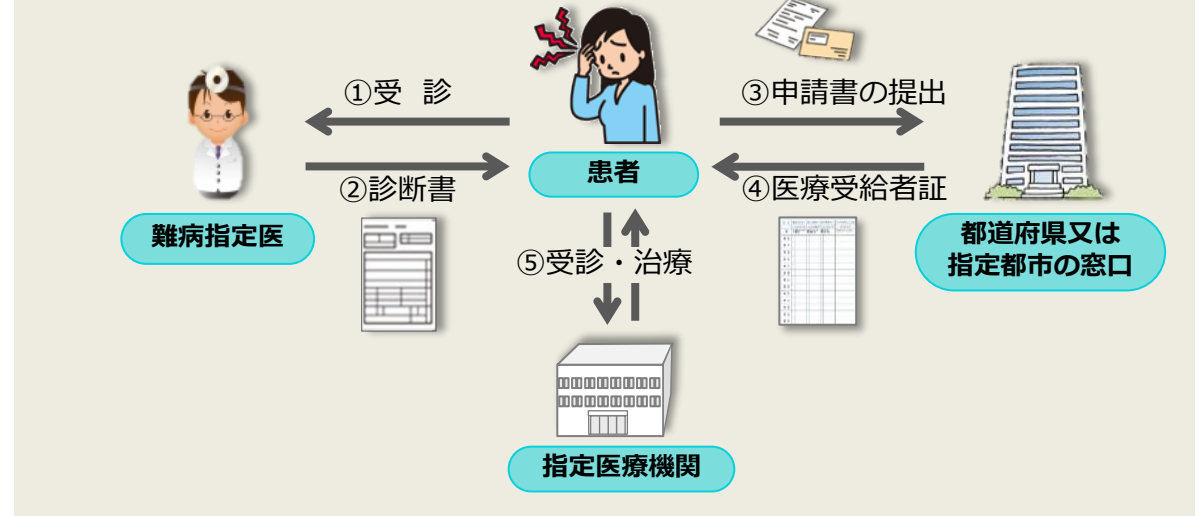 ①受　診
③申請書の提出
②診断書
患者
④医療受給者証
難病指定医
都道府県又は
指定都市の窓口
⑤受診・治療
指定医療機関